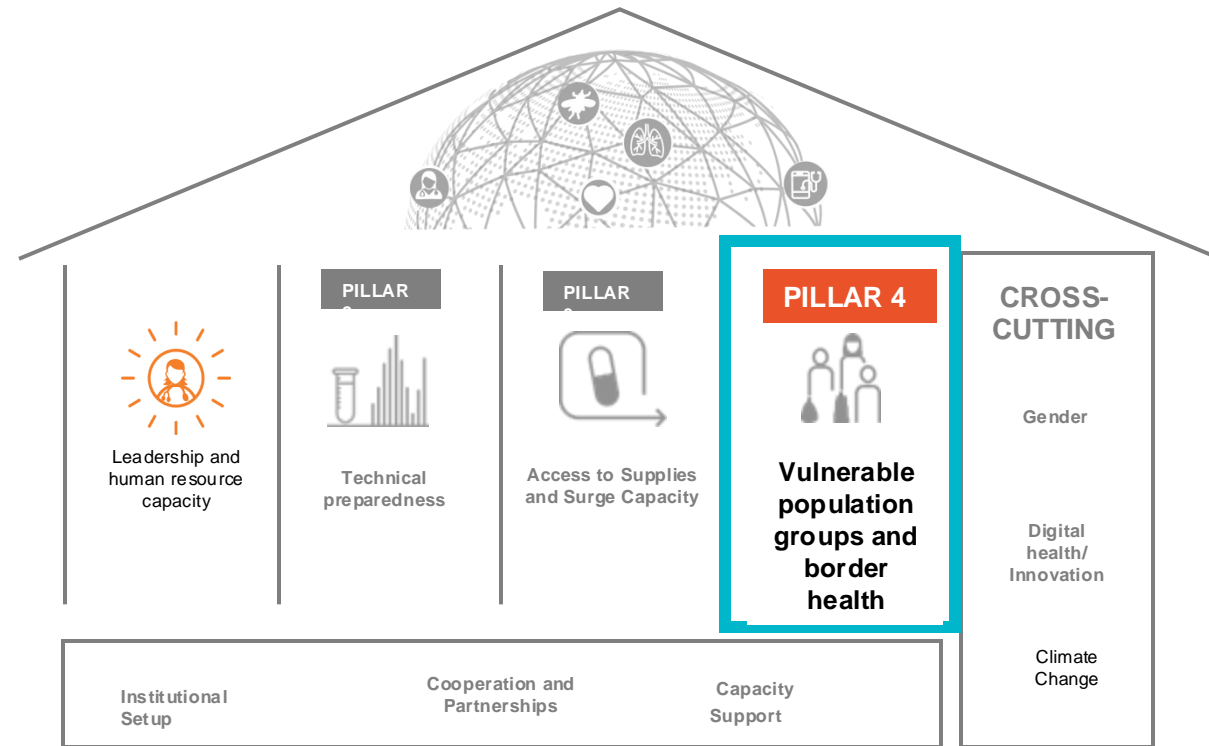 PILLAR
PILLAR
PILLAR 4
CROSS-
CUTTING
Leadership and
human resource
capacity
Technical
preparedness
Access to Supplies
and Surge Capacity
Vulnerable
population
groups and
border
health
Gender
Digital
health/
Innovation
Climate
Change
Institutional
Setup
Cooperation and
Partnerships
Capacity
Support